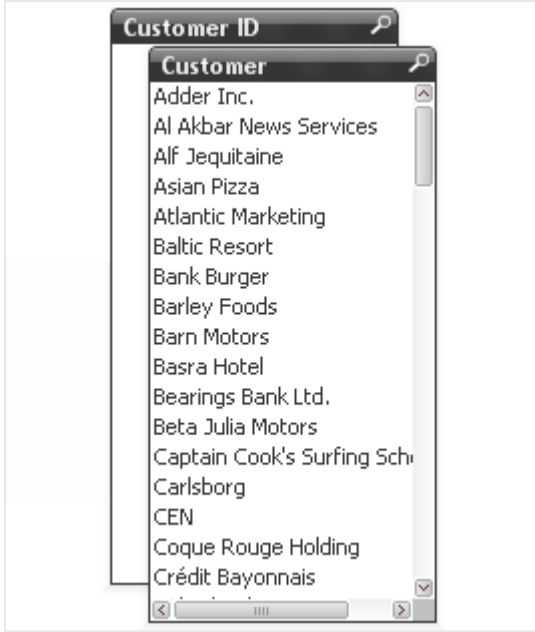 Customer ID
Customer
Adder Inc.
Al Akbar News Services
Alf Jequitaine
Asian Pizza
Atlantic Marketing
Baltic Resort
Bank Burger
Barley Foods
Barn Motors
Basra Hotel
Bearings Bank Ltd.
Beta Julia Motors
Captain Cook's Surfing
Carlsborg
CEN
Coque Rouge Holding
Crédit Bayonnais